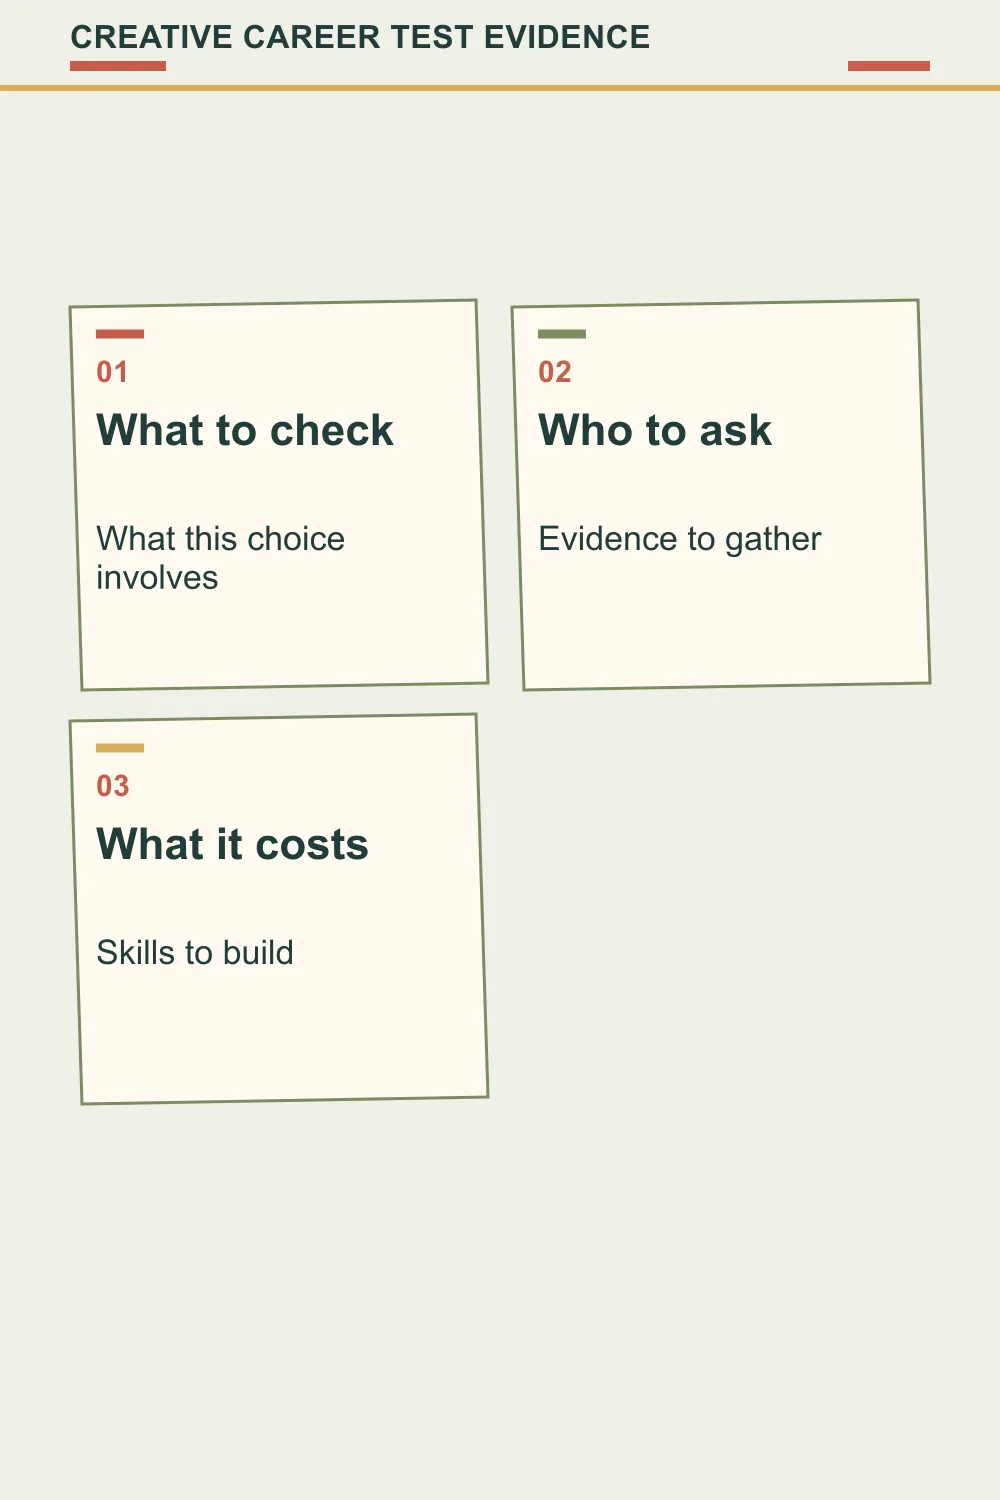 CREATIVE CAREER TEST EVIDENCE
01
What to check
What this choice
involves
02
Who to ask
Evidence to gather
03
What it costs
Skills to build